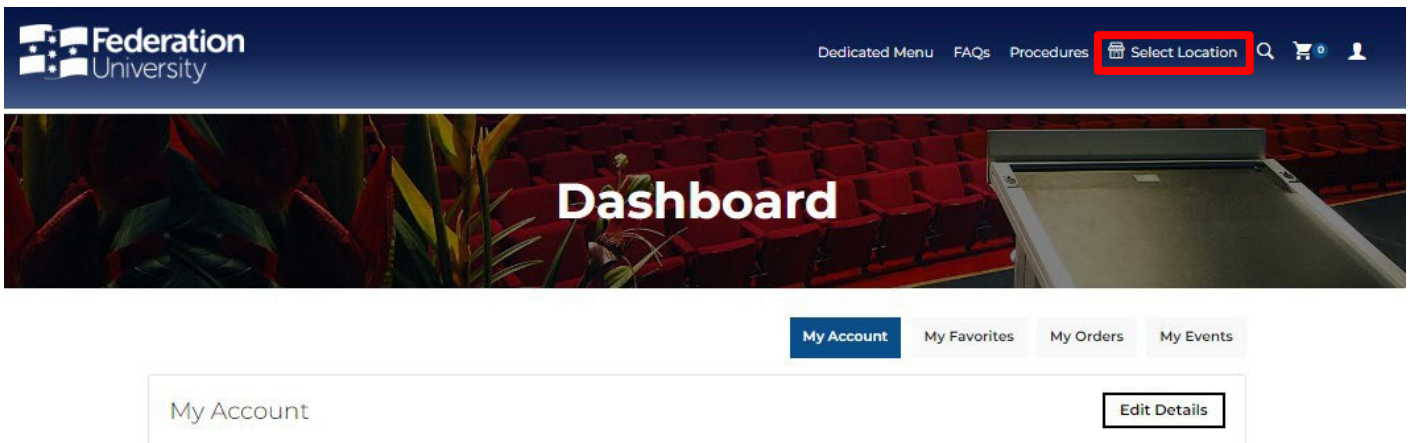 Federation
University
Dedicated Menu FAQs Procedures Select Location 0
Dashboard
My Account My Favorites My Orders My Events
My Account Edit Details